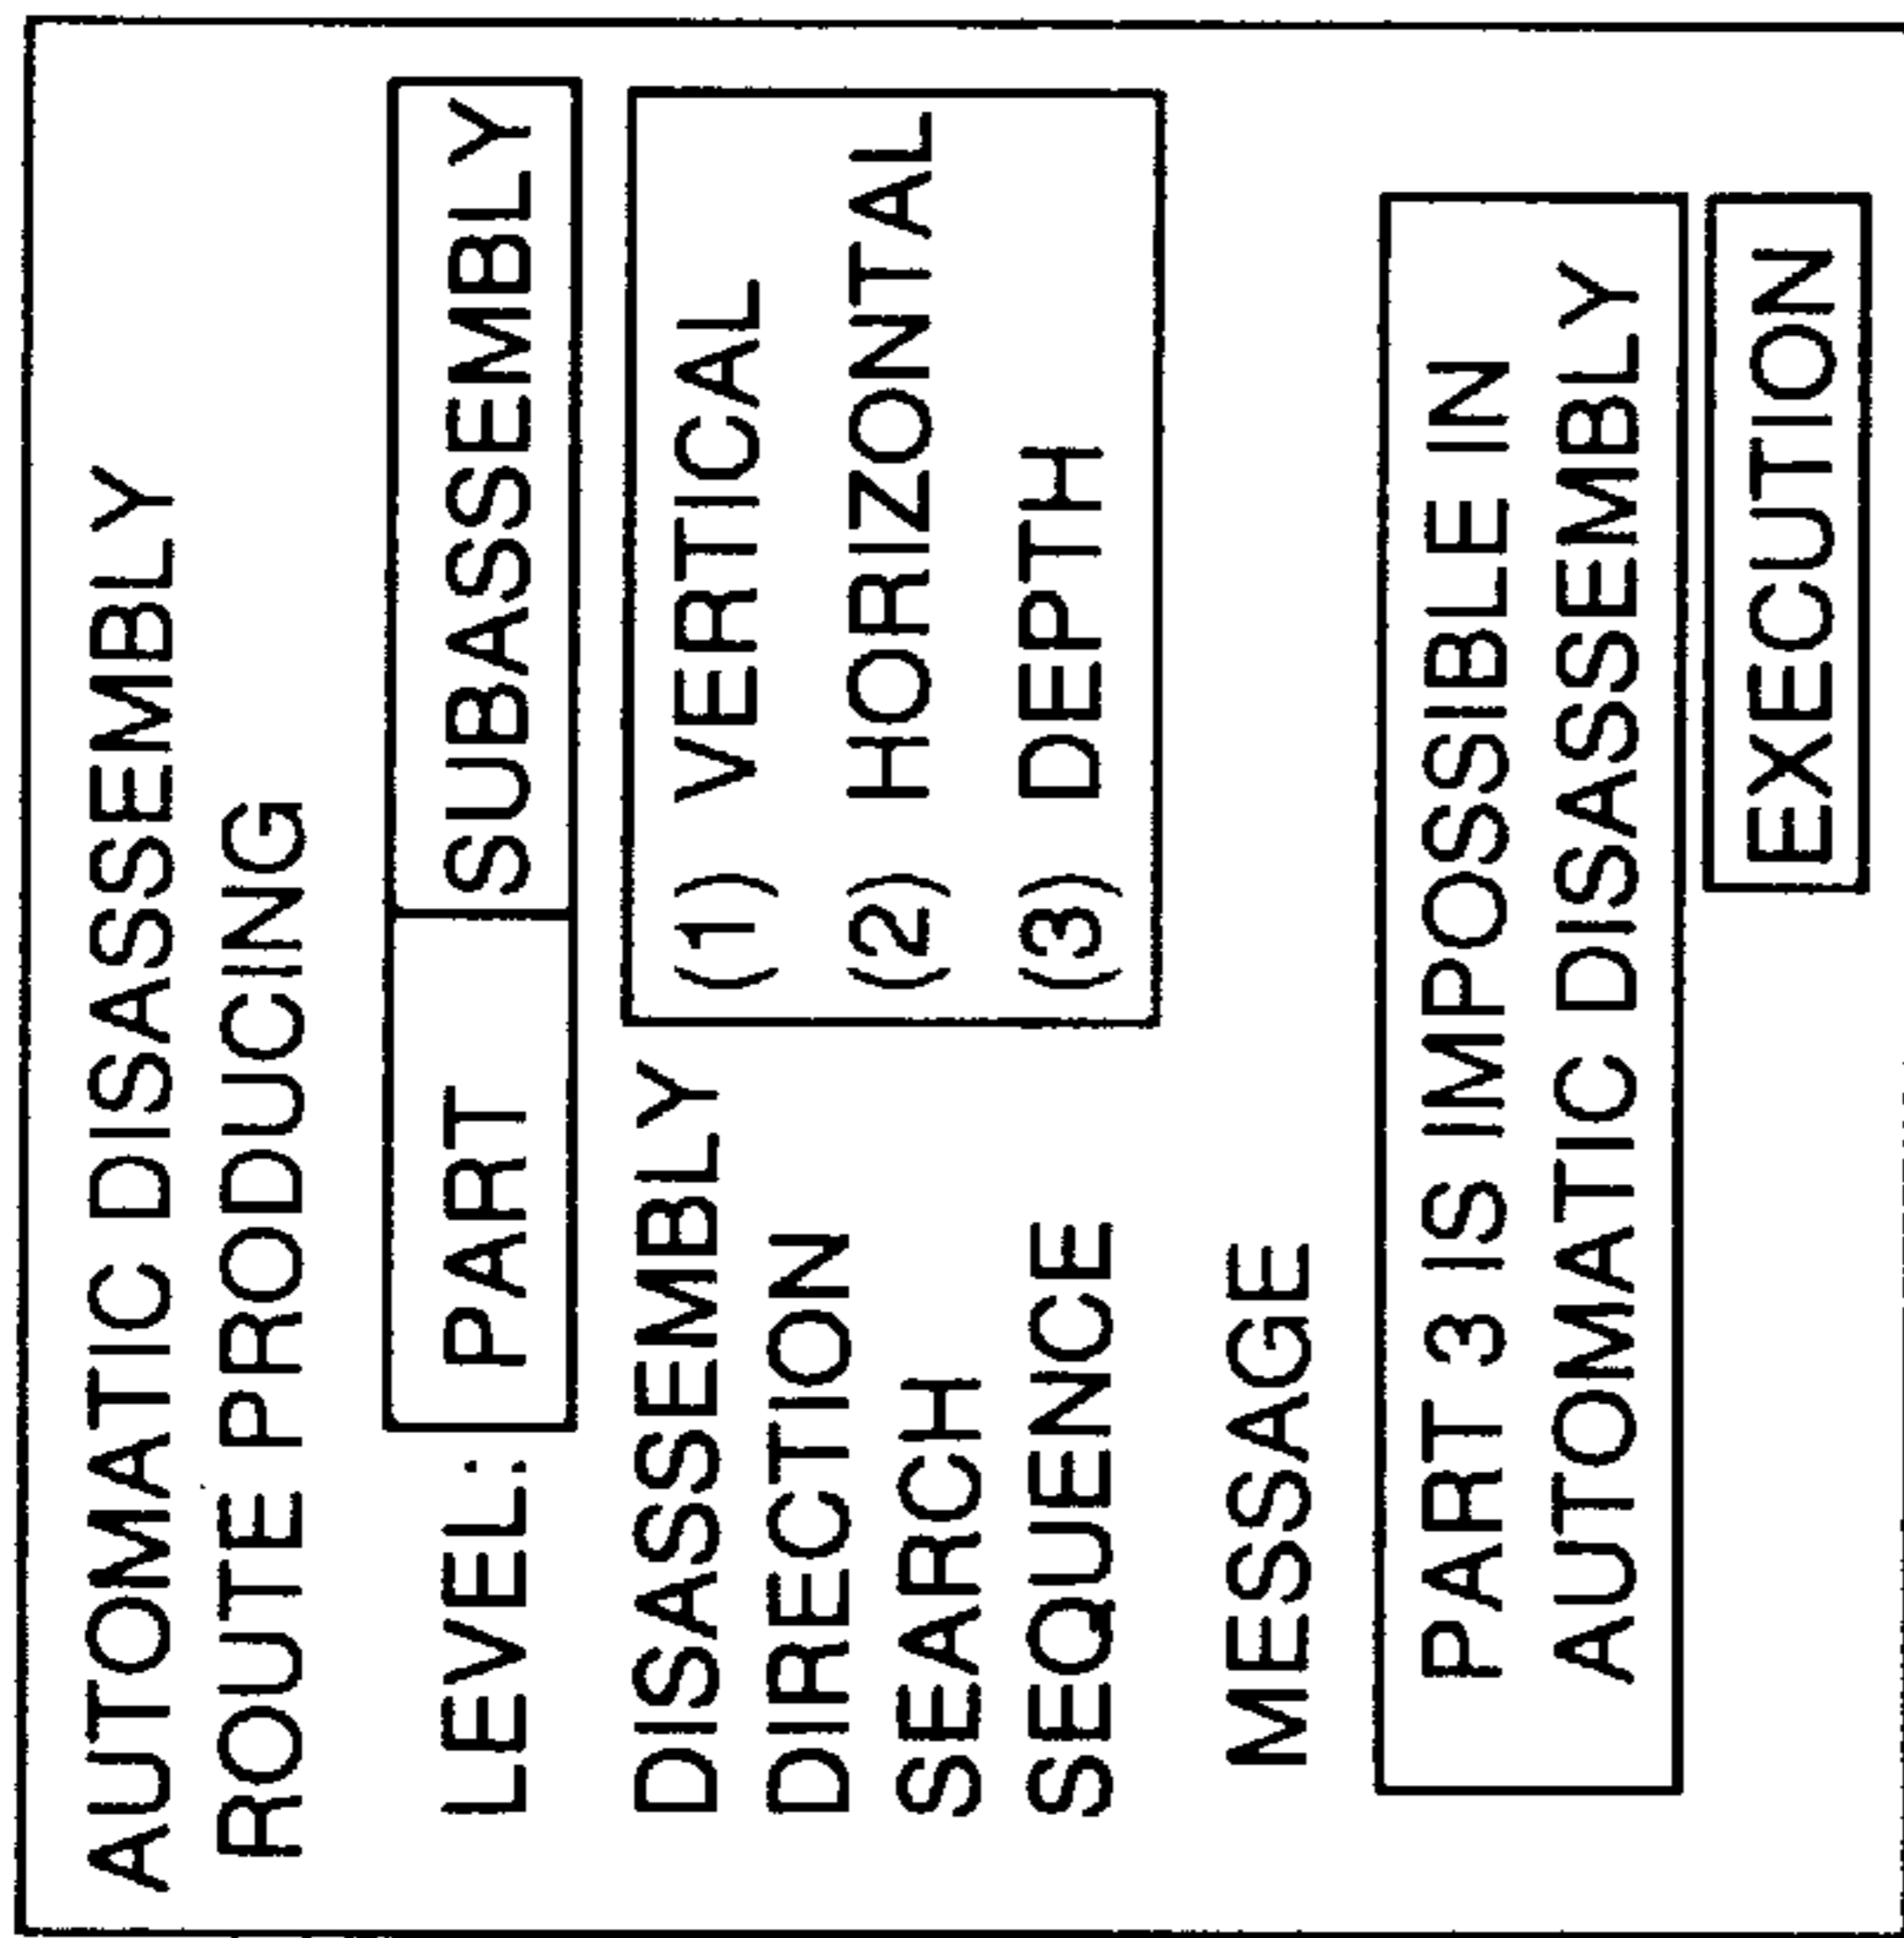 AUTOMATIC DISASSEMBLY
ROUTE PRODUCING
LEVEL: PART SUBASSEMBLY
DISASSEMBLY
DIRECTION
SEARCH
SEQUENCE
(1) VERTICAL
(2) HORIZONTAL
(3) DEPTH
MESSAGE
PART 3 IS IMPOSSIBLE IN
AUTOMATIC DISASSEMBLY
EXECUTION